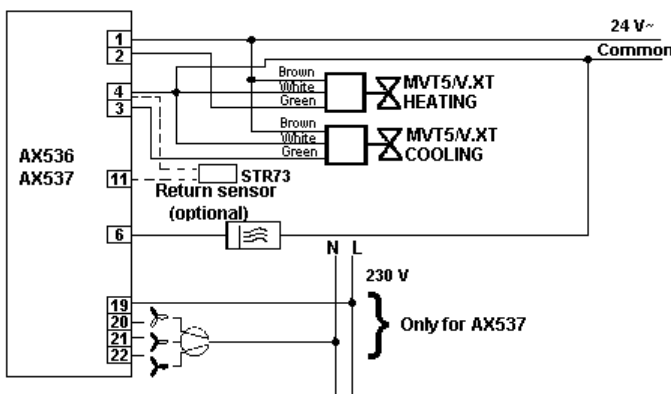 24 V~
1
Common
2
Brown
White
Green
MVT5/V.XT
HEATING
4
3
Brown
White
Green
MVT5/V.XT
COOLING
AX536
AX537
11
STR73
Return sensor
(optional)
6
N L
230 V
19
20
21
22
Only for AX537